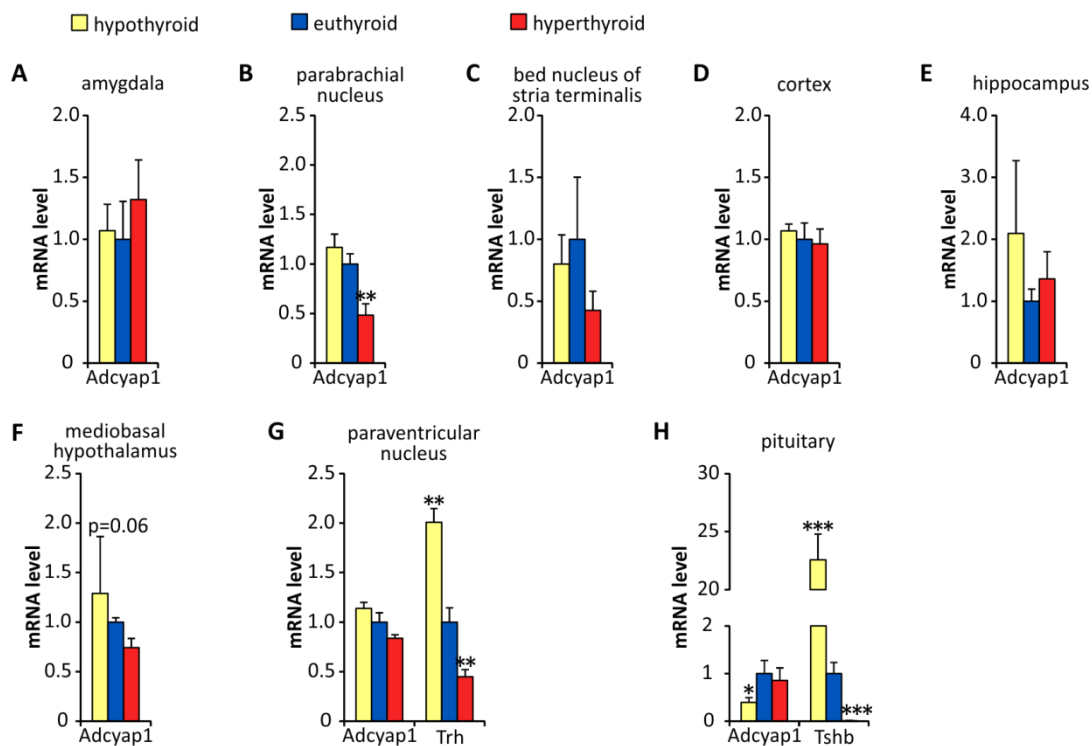 hypothyroid euthyroid hyperthyroid
A amygdala
2.0
1.5
1.0
0.5
0
mRNA level
Adcyap1
B parabrachial
nucleus
2.5
2.0
1.5
1.0
0.5
0
mRNA level
**
Adcyap1
C bed nucleus of
stria terminalis
2.0
1.5
1.0
0.5
0
mRNA level
Adcyap1
D cortex
2.0
1.5
1.0
0.5
0
mRNA level
Adcyap1
E hippocampus
4.0
3.0
2.0
1.0
0
mRNA level
Adcyap1
F mediobasal
hypothalamus
2.5
2.0
1.5
1.0
0.5
0
mRNA level
p=0.06
Adcyap1
G paraventricular
nucleus
2.5
2.0
1.5
1.0
0.5
0
mRNA level
**
**
Adcyap1 Trh
H pituitary
30
25
20
2
1
0
mRNA level
***
*
***
Adcyap1 Tshb